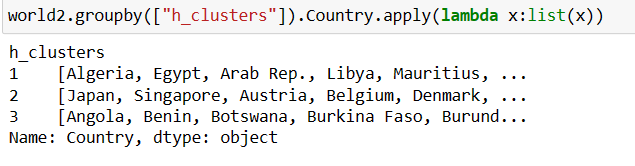 world2.groupby(["h_clusters"]).Country.apply(lambda x:list(x))
h_clusters
1    [Algeria, Egypt, Arab Rep., Libya, Mauritius, ...
2    [Japan, Singapore, Austria, Belgium, Denmark, ...
3    [Angola, Benin, Botswana, Burkina Faso, Burund...
Name: Country, dtype: object